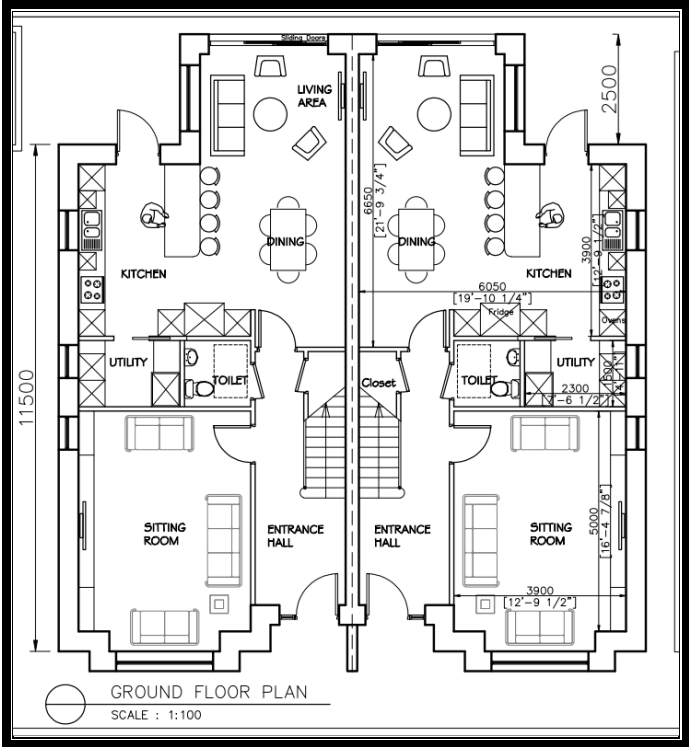 Sliding Doors
LIVING
AREA
2500
6650
[21'-9 3/4"]
3900
[12'-9 1/2"]
DINING
DINING
KITCHEN
KITCHEN
6050
[19'-10 1/4"]
Fridge
Ovens
11500
UTILITY
TOILET
Closet
TOILET
UTILITY
2300
7'-6 1/2"
SITTING
ROOM
ENTRANCE
HALL
ENTRANCE
HALL
SITTING
ROOM
5000
[16'-4 7/8"]
3900
[12'-9 1/2"]
GROUND FLOOR PLAN
SCALE : 1:100